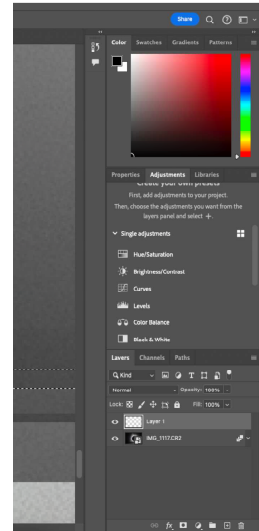 Share
Color Swatches Gradients Patterns
Properties Adjustments Libraries
Create your own presets
First, add adjustments to your project.
Then, choose the adjustments you want from the
layers panel and select +.
Single adjustments
Hue/Saturation
Brightness/Contrast
Curves
Levels
Color Balance
Black & White
Layers Channels Paths
Kind
Normal Opacity: 100%
Lock: Fill: 100%
Layer 1
IMG_1117.CR2
fx